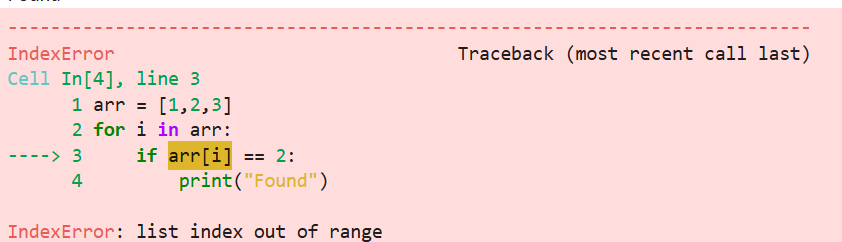 Found
---------------------------------------------------------------------------
IndexError                                Traceback (most recent call last)
Cell In[4], line 3
      1 arr = [1,2,3]
      2 for i in arr:
----> 3     if arr[i] == 2:
      4         print("Found")

IndexError: list index out of range